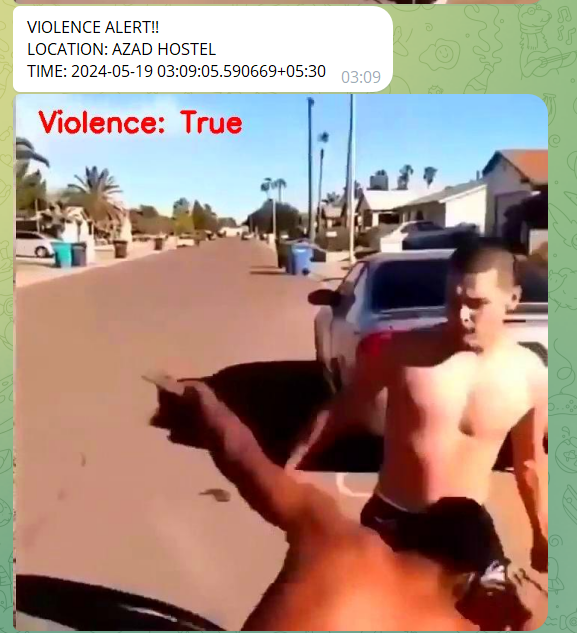 VIOLENCE ALERT!!
LOCATION: AZAD HOSTEL
TIME: 2024-05-19 03:09:05.590669+05:30
03:09
Violence: True